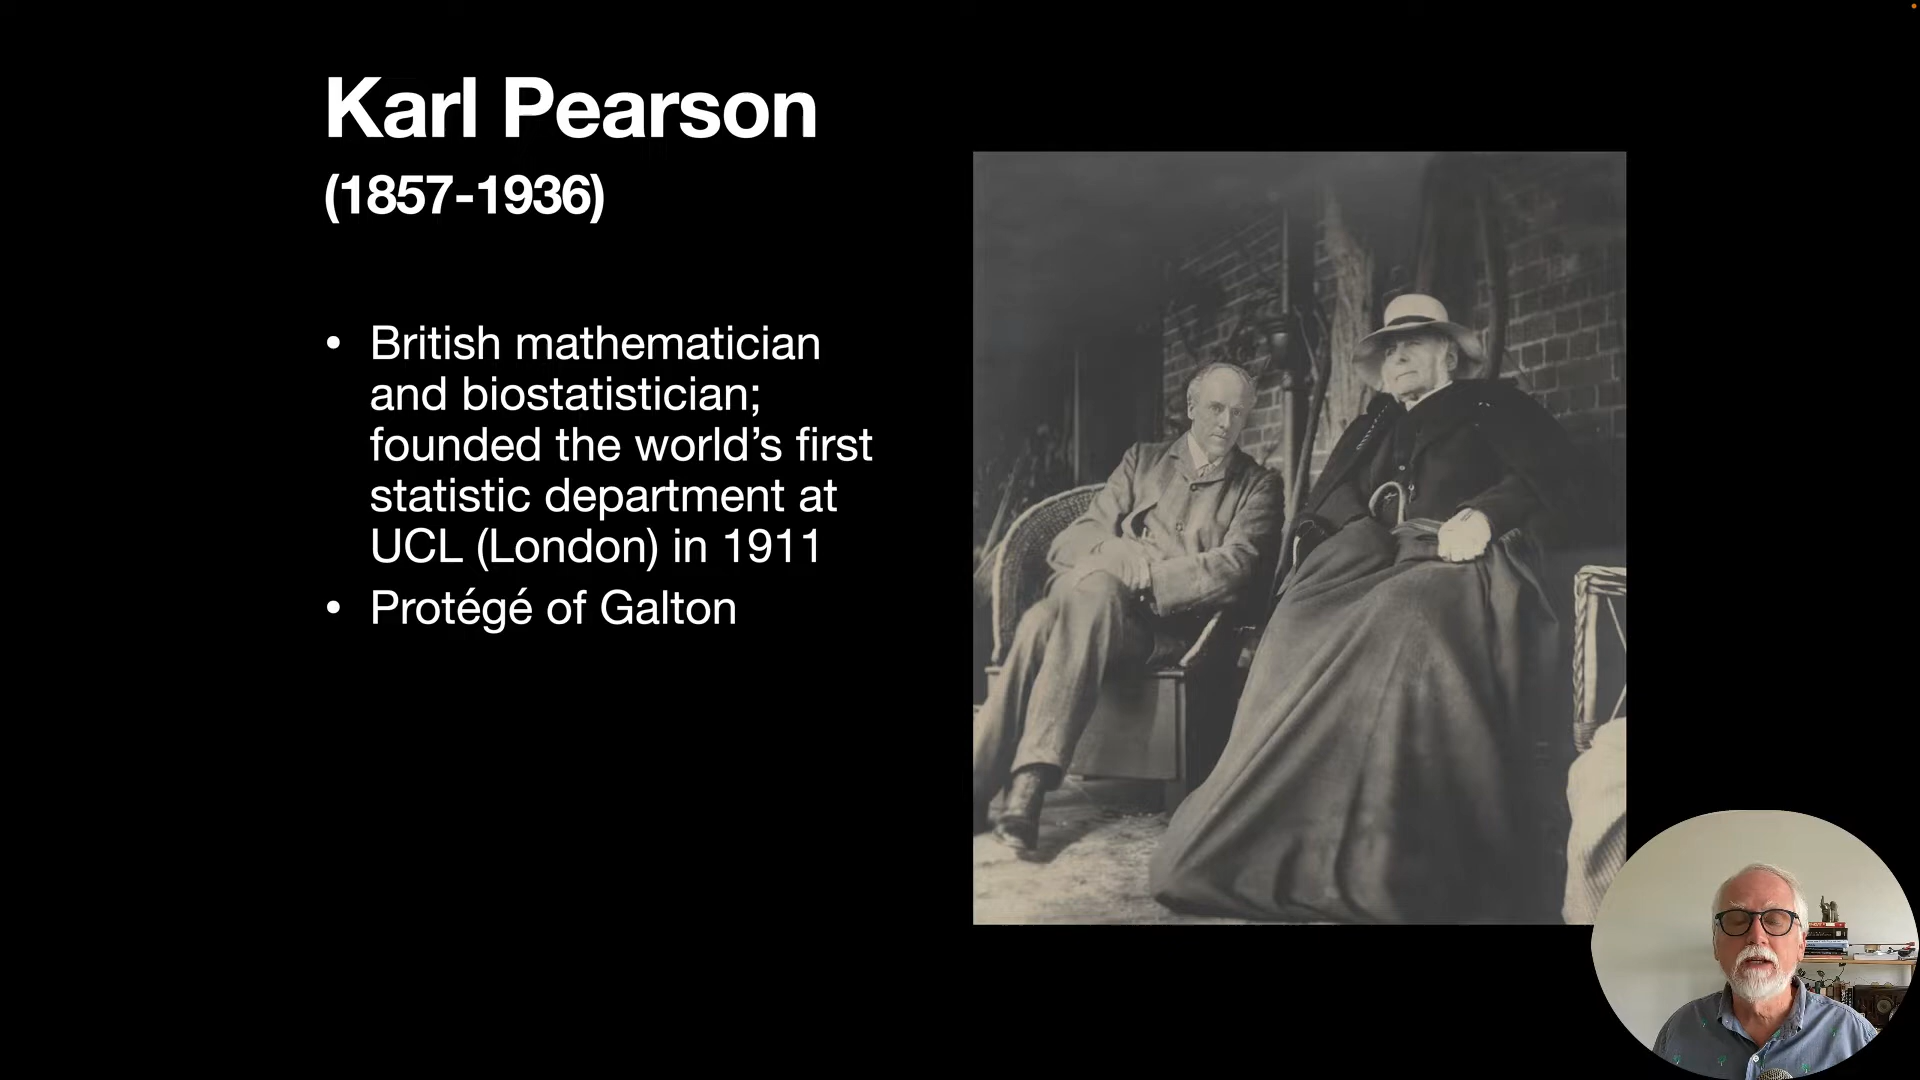 Karl Pearson
(1857-1936)
• British mathematician
and biostatistician;
founded the world’s first
statistic department at
UCL (London) in 1911
• Protégé of Galton